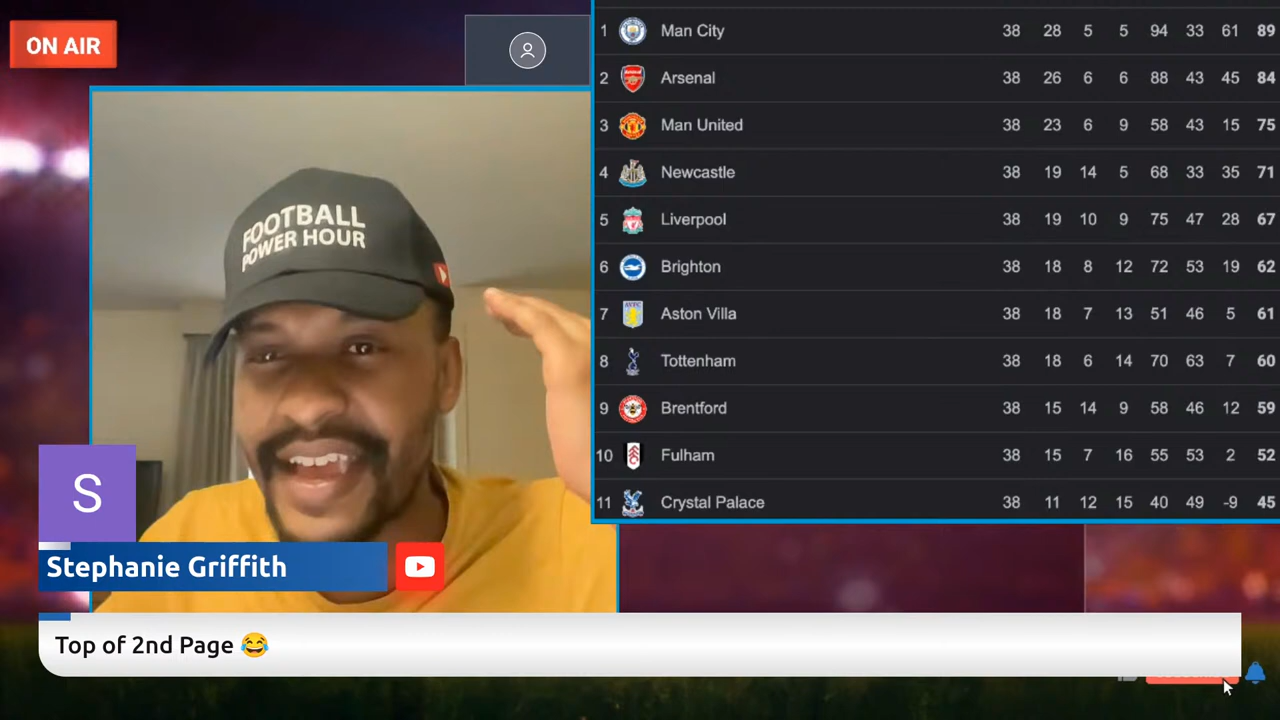 ON AIR
FOOTBALL
POWER HOUR
1 Man City 38 28 5 5 94 33 61 89
2 Arsenal 38 26 6 6 88 43 45 84
3 Man United 38 23 6 9 58 43 15 75
4 Newcastle 38 19 14 5 68 33 35 71
5 Liverpool 38 19 10 9 75 47 28 67
6 Brighton 38 18 8 12 72 53 19 62
7 Aston Villa 38 18 7 13 51 46 5 61
8 Tottenham 38 18 6 14 70 63 7 60
9 Brentford 38 15 14 9 58 46 12 59
10 Fulham 38 15 7 16 55 53 2 52
11 Crystal Palace 38 11 12 15 40 49 -9 45
S
Stephanie Griffith
Top of 2nd Page 😂